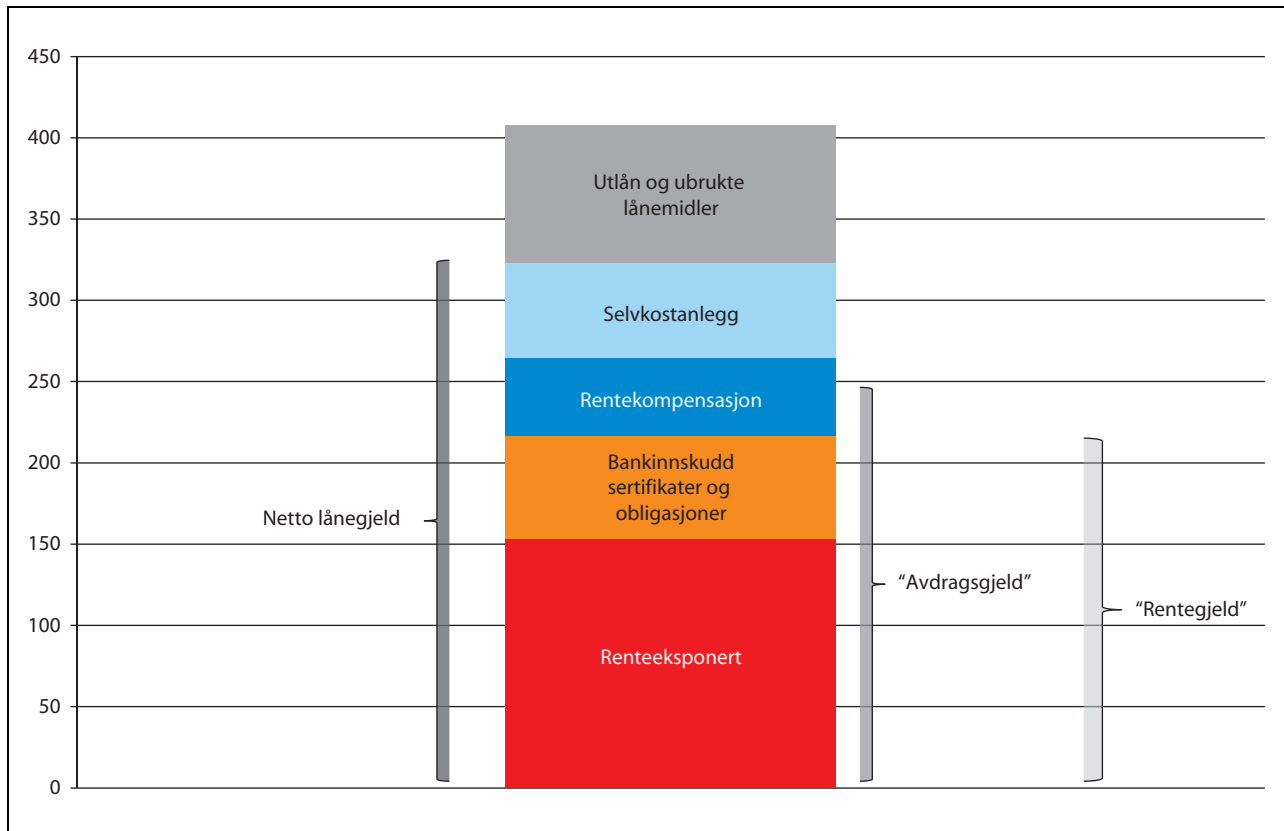 450
400
350
300
250
200
150
100
50
0
Utlån og ubrukte
lånemidler
Selvkostanlegg
Rentekompensasjon
Bankinnskudd
sertifikater og
obligasjoner
Renteeksponert
Netto lånegjeld
“Avdragsgjeld”
“Rentegjeld”